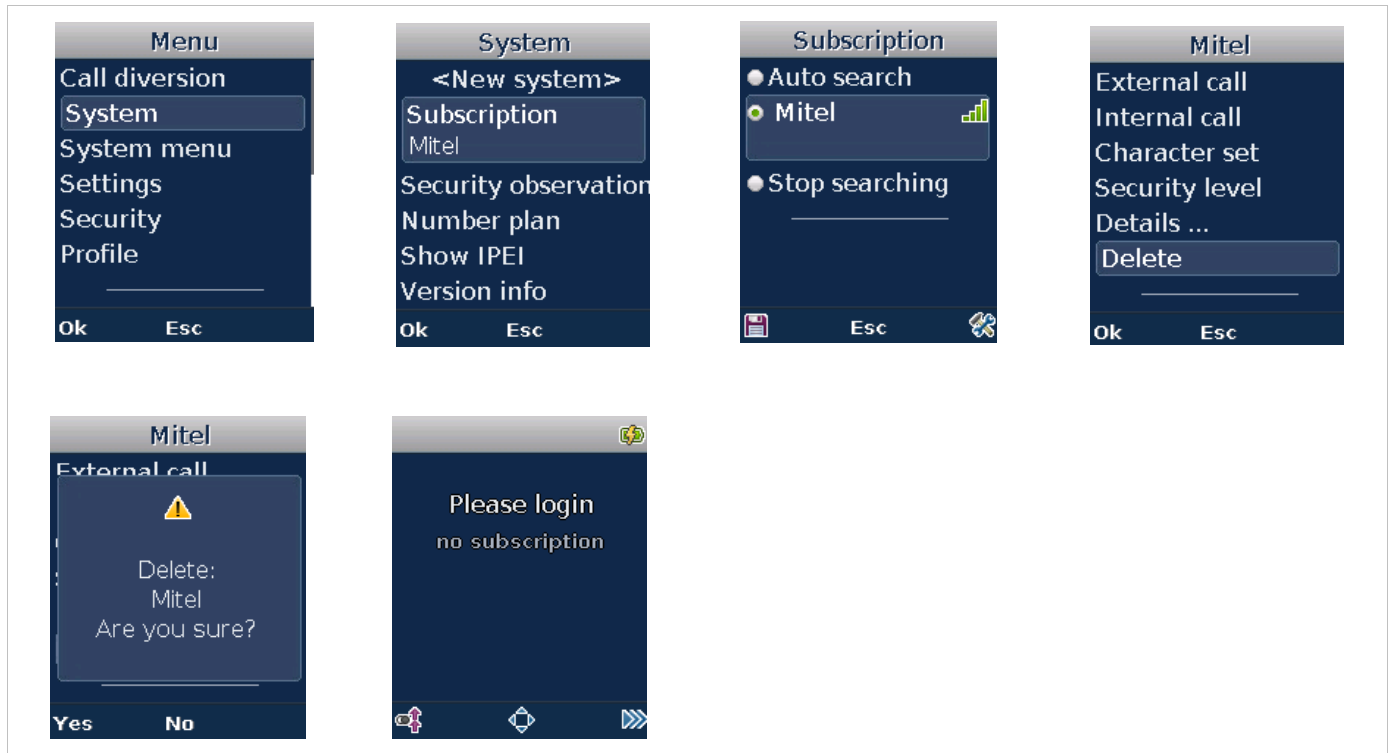 Menu
Call diversion
System
System menu
Settings
Security
Profile
Ok Esc
System
<New system>
Subscription
Mitel
Security observation
Number plan
Show IPEI
Version info
Ok Esc
Subscription
Auto search
Mitel
Stop searching
Esc
Mitel
External call
Internal call
Character set
Security level
Details ...
Delete
Ok Esc
Mitel
External call
Delete:
Mitel
Are you sure?
Yes No
Please login
no subscription